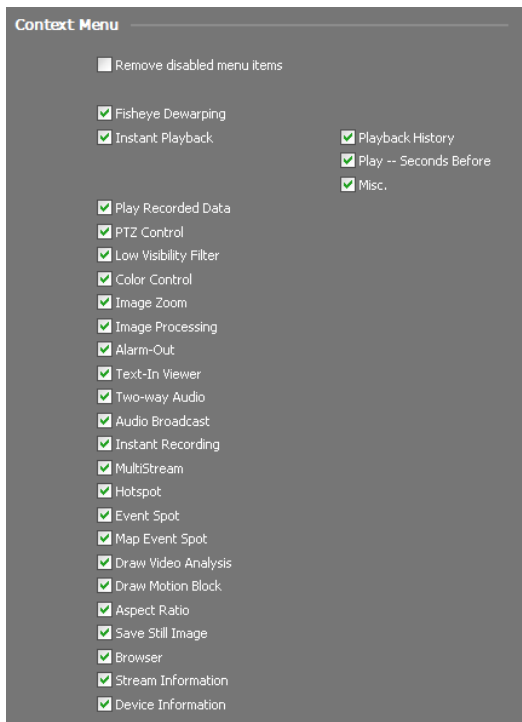 Context Menu
Remove disabled menu items
Fisheye Dewarping
Instant Playback
Playback History
Play -- Seconds Before
Misc.
Play Recorded Data
PTZ Control
Low Visibility Filter
Color Control
Image Zoom
Image Processing
Alarm-Out
Text-In Viewer
Two-way Audio
Audio Broadcast
Instant Recording
MultiStream
Hotspot
Event Spot
Map Event Spot
Draw Video Analysis
Draw Motion Block
Aspect Ratio
Save Still Image
Browser
Stream Information
Device Information